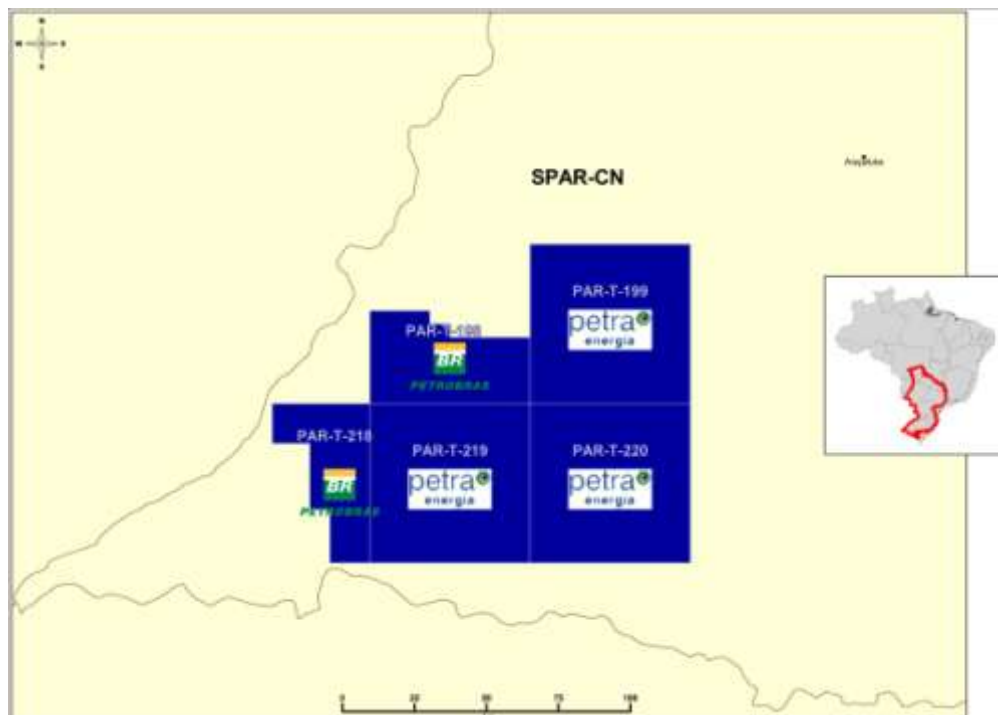 N
SPAR-CN
PAR-T-199
petra
energia
PAR-T-198
BR
PETROBRAS
PAR-T-218
BR
PETROBRAS
PAR-T-219
petra
energia
PAR-T-220
petra
energia
0
25
50
75
100